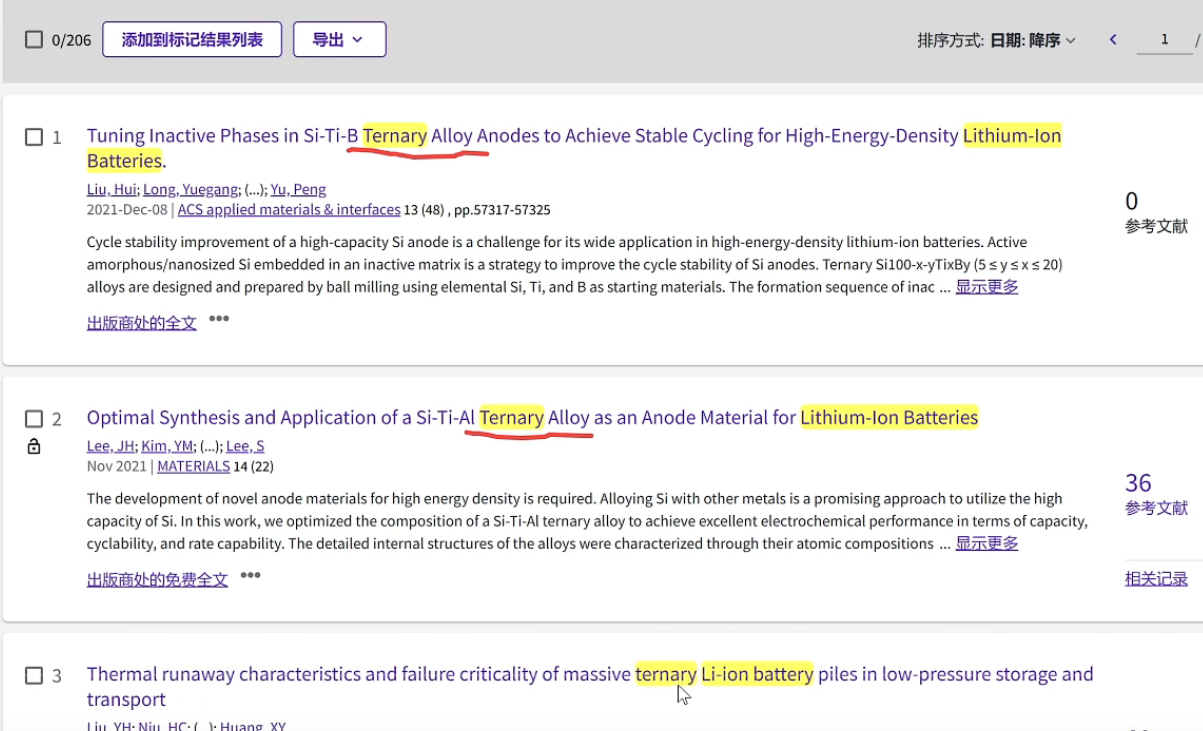 0/206 添加到标记结果列表 导出 排序方式: 日期: 降序 1 /
1 Tuning Inactive Phases in Si-Ti-B Ternary Alloy Anodes to Achieve Stable Cycling for High-Energy-Density Lithium-Ion
Batteries.
Liu, Hui; Long, Yuegang; (...); Yu, Peng
2021-Dec-08 | ACS applied materials & interfaces 13 (48) , pp.57317-57325
0
参考文献
Cycle stability improvement of a high-capacity Si anode is a challenge for its wide application in high-energy-density lithium-ion batteries. Active
amorphous/nanosized Si embedded in an inactive matrix is a strategy to improve the cycle stability of Si anodes. Ternary Si100-x-yTixBy (5 ≤ y ≤ x ≤ 20)
alloys are designed and prepared by ball milling using elemental Si, Ti, and B as starting materials. The formation sequence of inac ... 显示更多
出版商处的全文 •••
2 Optimal Synthesis and Application of a Si-Ti-Al Ternary Alloy as an Anode Material for Lithium-Ion Batteries
Lee, JH; Kim, YM; (...); Lee, S
Nov 2021 | MATERIALS 14 (22)
36
参考文献
The development of novel anode materials for high energy density is required. Alloying Si with other metals is a promising approach to utilize the high
capacity of Si. In this work, we optimized the composition of a Si-Ti-Al ternary alloy to achieve excellent electrochemical performance in terms of capacity,
cyclability, and rate capability. The detailed internal structures of the alloys were characterized through their atomic compositions ... 显示更多
出版商处的免费全文 •••
相关记录
3 Thermal runaway characteristics and failure criticality of massive ternary Li-ion battery piles in low-pressure storage and
transport
Liu, YH; Niu, HC; (...); Huang, XY